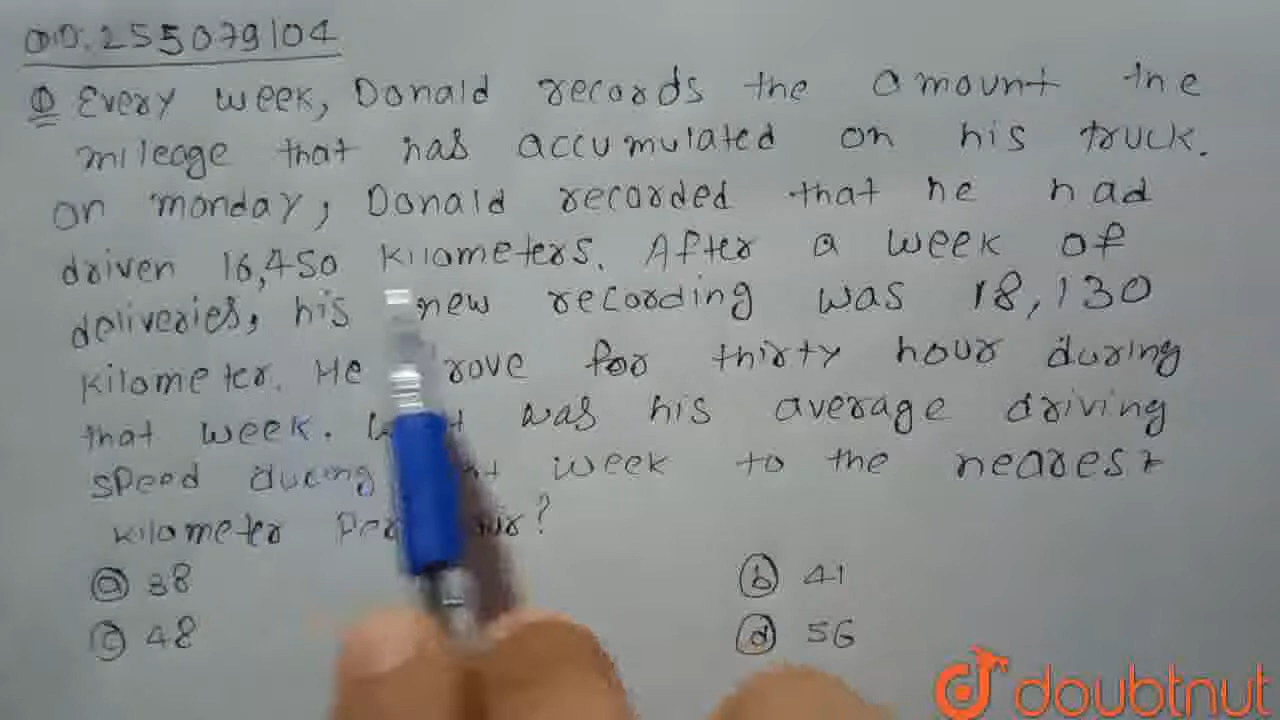 Q.D. 255079104
Q Every week, Donald records the amount the
mileage that has accumulated on his truck.
on monday, Donald recorded that he had
driven 16,450 kilometers. After a week of
deliveries, his new recording was 18,130
kilometer. He rove for thirty hour during
that week. was his average driving
speed during week to the nearest
kilometer Per ?
(a) 38
(b) 41
(c) 48
(d) 56
doubtnut